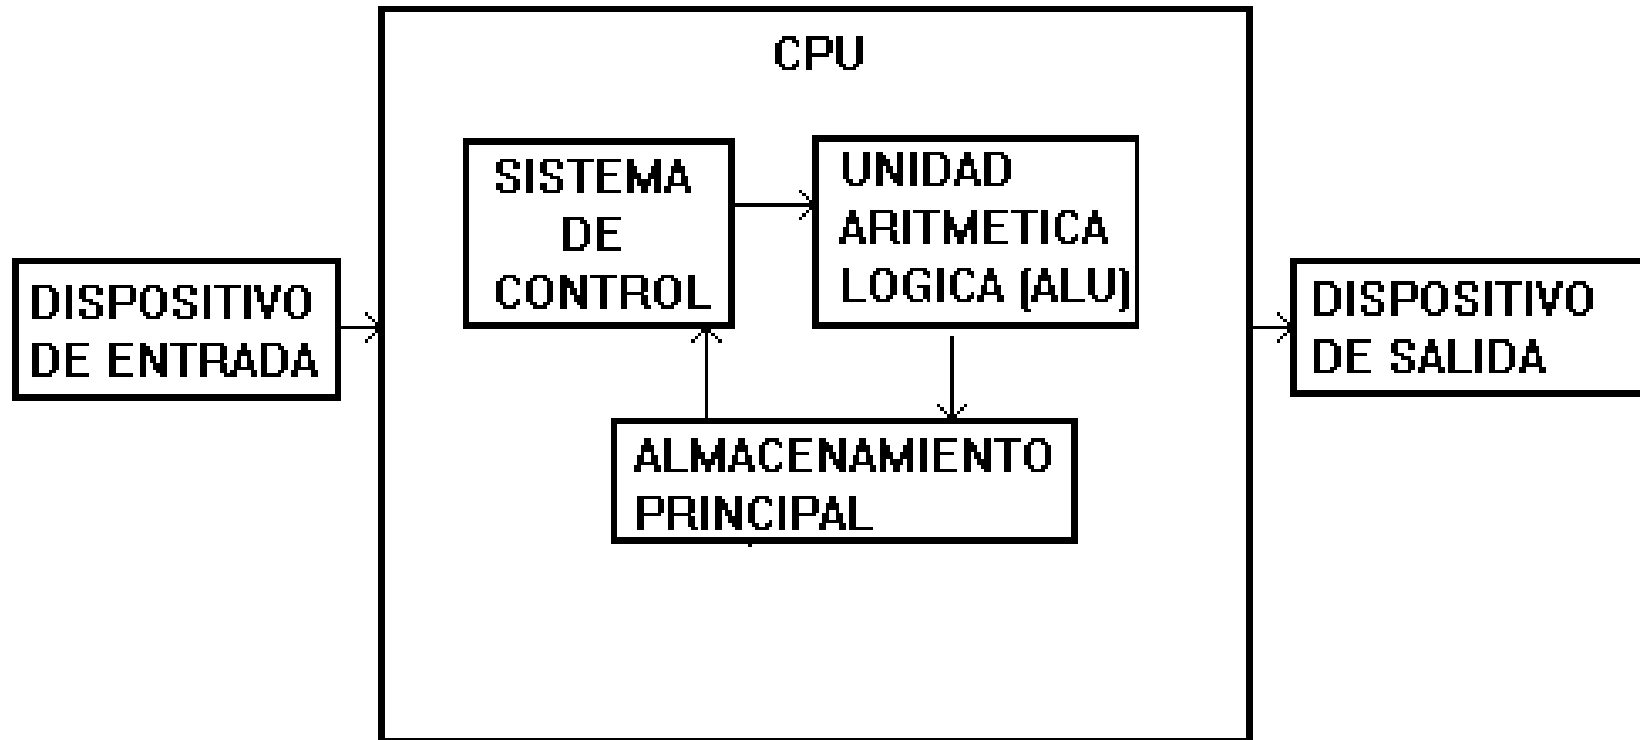 CPU
SISTEMA
DE
CONTROL
UNIDAD
ARITMETICA
LOGICA (ALU)
DISPOSITIVO
DE ENTRADA
DISPOSITIVO
DE SALIDA
ALMACENAMIENTO
PRINCIPAL